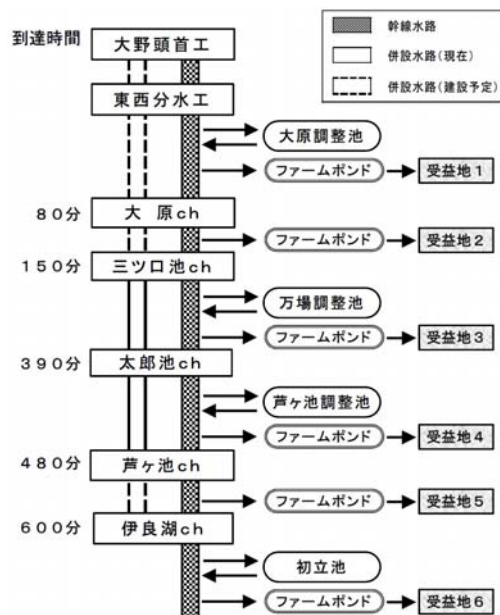 到達時間
大野頭首工
幹線水路
併設水路(現在)
併設水路(建設予定)
東西分水工
大原調整池
ファームポンド
受益地1
80分
大 原ch
ファームポンド
受益地2
150分
三ツ口池ch
万場調整池
ファームポンド
受益地3
390分
太郎池ch
芦ヶ池調整池
ファームポンド
受益地4
480分
芦ヶ池ch
ファームポンド
受益地5
600分
伊良湖ch
初立池
ファームポンド
受益地6